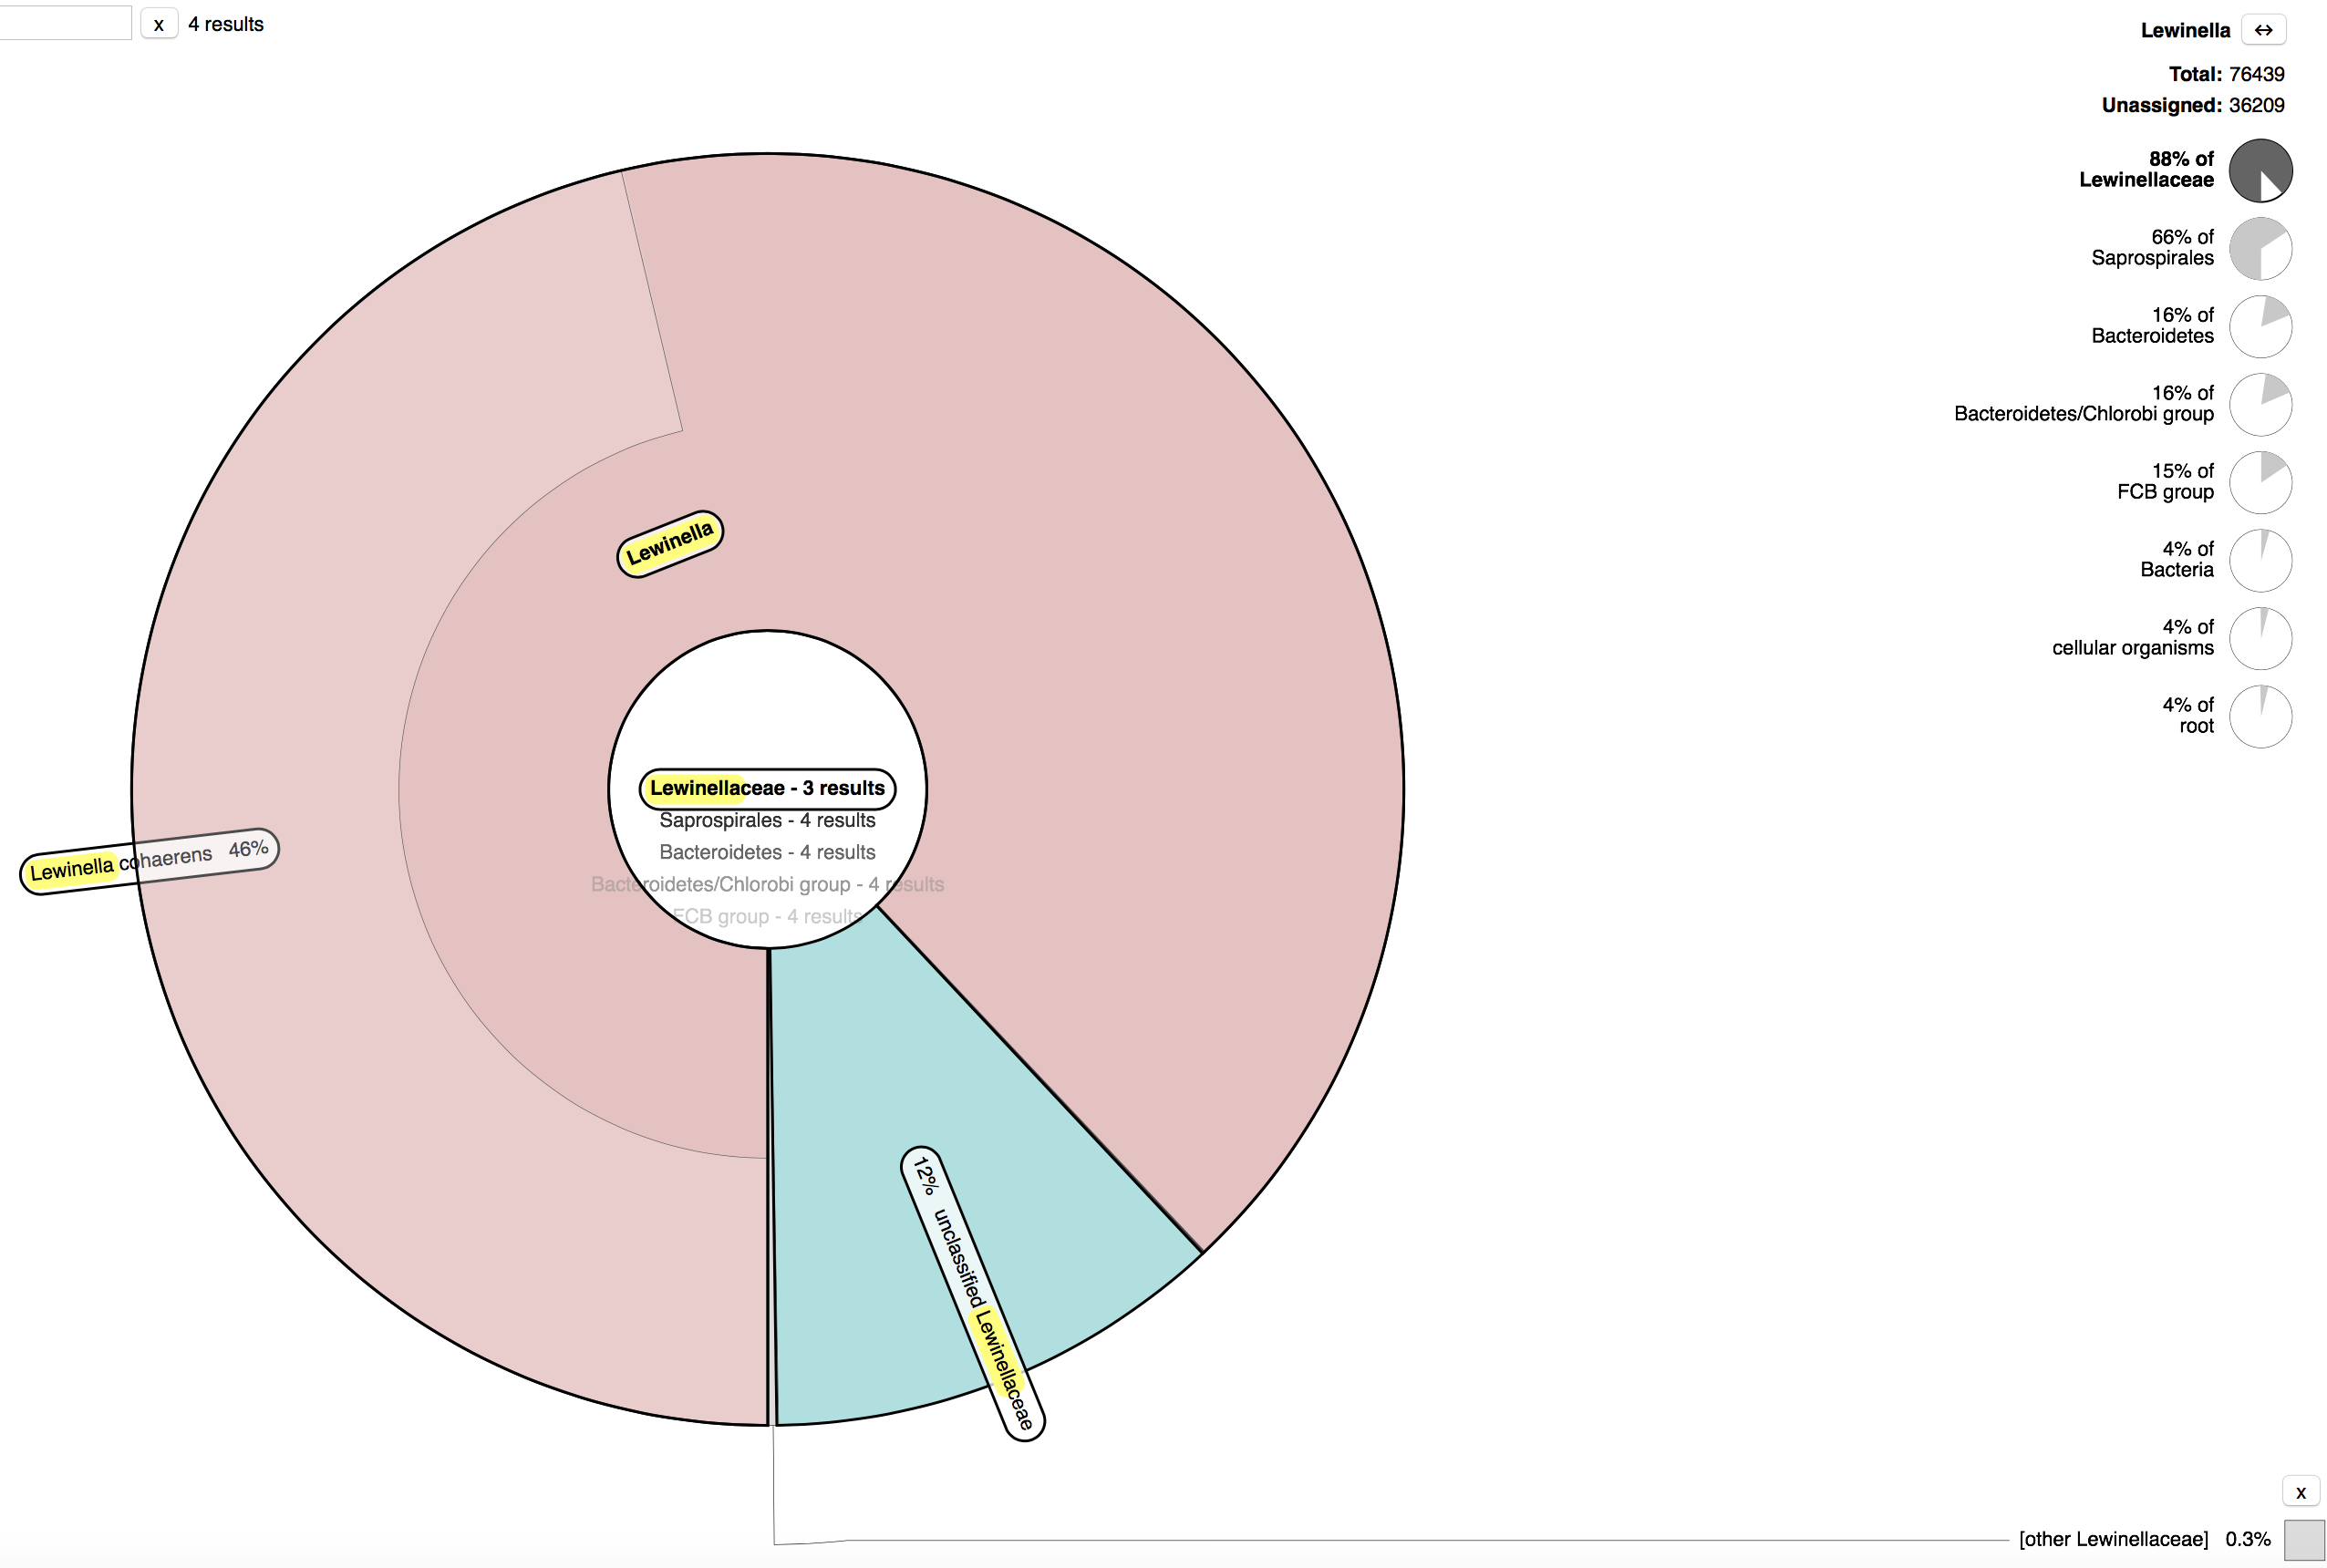 x 4 results
Lewinella ↔
Total: 76439
Unassigned: 36209
88% of
Lewinellaceae
66% of
Saprospirales
16% of
Bacteroidetes
16% of
Bacteroidetes/Chlorobi group
15% of
FCB group
4% of
Bacteria
4% of
cellular organisms
4% of
root
Lewinella
Lewinellaceae - 3 results
Saprospirales - 4 results
Bacteroidetes - 4 results
Bacteroidetes/Chlorobi group - 4 results
FCB group - 4 results
Lewinella cohaerens 46%
12% unclassified Lewinellaceae
x
[other Lewinellaceae] 0.3%